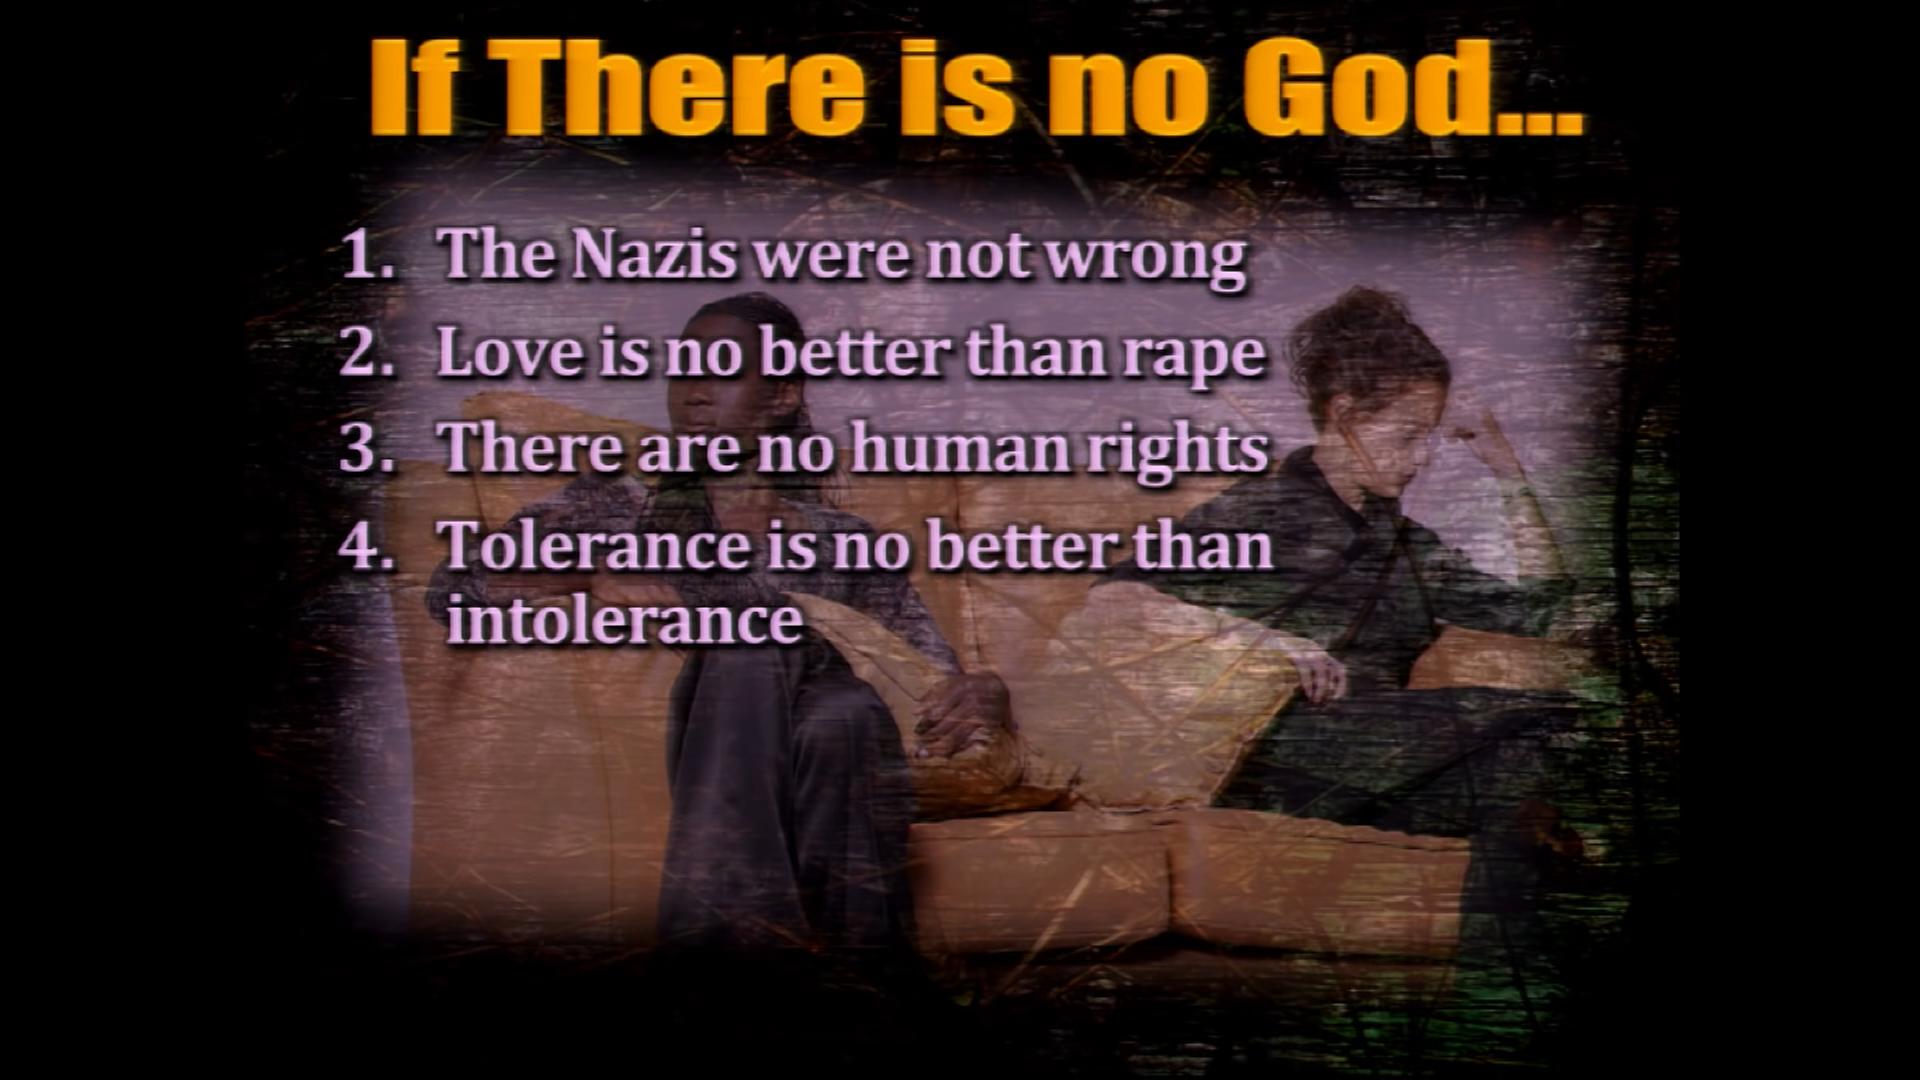 If There is no God...
1. The Nazis were not wrong
2. Love is no better than rape
3. There are no human rights
4. Tolerance is no better than
intolerance